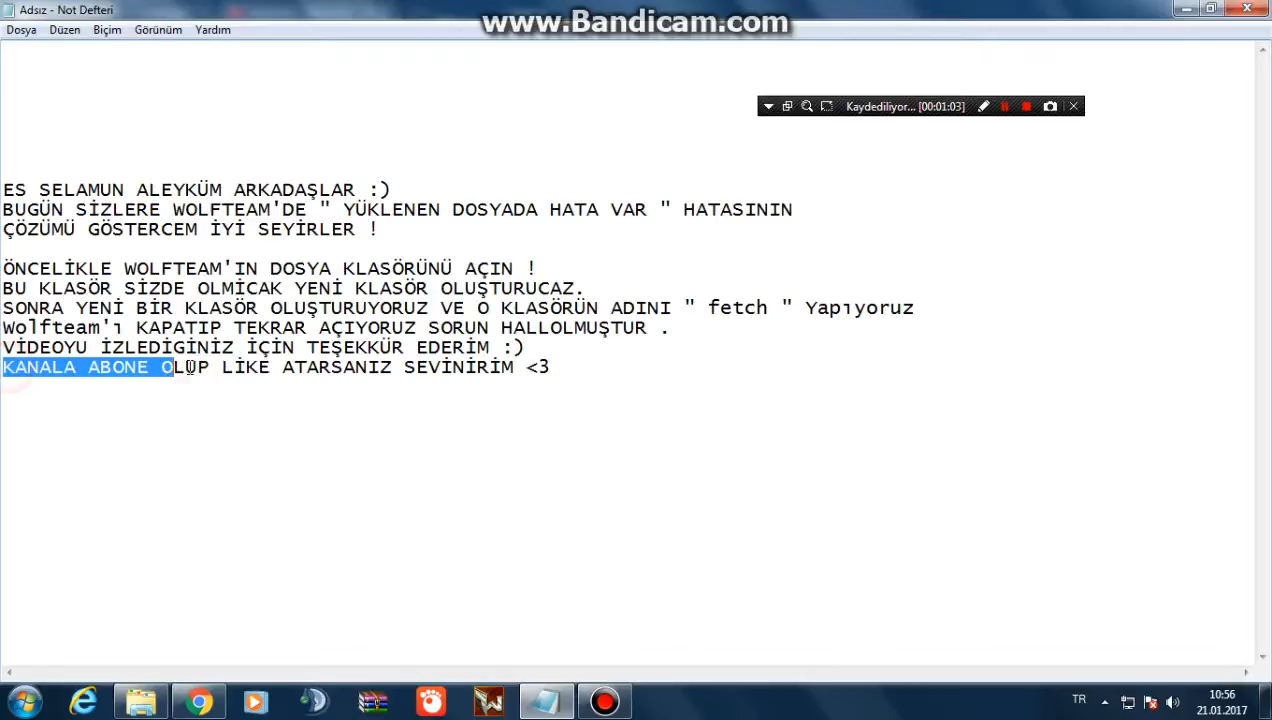 Adsız - Not Defteri
www.Bandicam.com
Dosya Düzen Biçim Görünüm Yardım
Kaydediliyor... [00:01:03]
ES SELAMUN ALEYKÜM ARKADAŞLAR :)
BUGÜN SİZLERE WOLFTEAM'DE " YÜKLENEN DOSYADA HATA VAR " HATASININ
ÇÖZÜMÜ GÖSTERCEM İYİ SEYİRLER !
ÖNCELİKLE WOLFTEAM'IN DOSYA KLASÖRÜNÜ AÇIN !
BU KLASÖR SİZDE OLMİCAK YENİ KLASÖR OLUŞTURUCAZ.
SONRA YENİ BİR KLASÖR OLUŞTURUYORUZ VE O KLASÖRÜN ADINI " fetch " Yapıyoruz
Wolfteam'ı KAPATIP TEKRAR AÇIYORUZ SORUN HALLOLMUŞTUR .
VİDEOYU İZLEDİGİNİZ İÇİN TEŞEKKÜR EDERİM :)
KANALA ABONE OLUP LİKE ATARSANIZ SEVİNİRİM <3
TR
10:56
21.01.2017